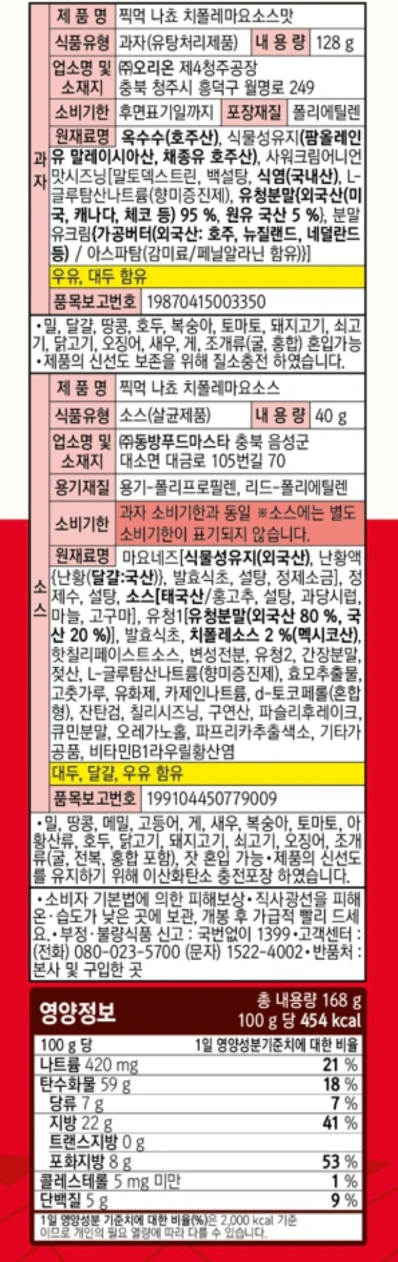 제 품 명 찍먹 나쵸 치폴레마요소스맛
식품유형 과자(유탕처리제품) 내 용 량 128 g
업소명 및 ㈜오리온 제4청주공장
소재지 충북 청주시 흥덕구 월명로 249
소비기한 후면표기일까지 포장재질 폴리에틸렌
과자
원재료명 옥수수(호주산), 식물성유지(팜올레인
유 말레이시아산, 채종유 호주산), 사워크림어니언
맛시즈닝[말토덱스트린, 백설탕, 식염(국내산), L-
글루탐산나트륨(향미증진제), 유청분말(외국산(미
국, 캐나다, 체코 등) 95 %, 원유 국산 5 %), 분말
유크림{가공버터(외국산: 호주, 뉴질랜드, 네덜란드
등) / 아스파탐(감미료/페닐알라닌 함유)}]
우유, 대두 함유
품목보고번호 19870415003350
•밀, 달걀, 땅콩, 호두, 복숭아, 토마토, 돼지고기, 쇠고
기, 닭고기, 오징어, 새우, 게, 조개류(굴, 홍합) 혼입가능
•제품의 신선도 보존을 위해 질소충전 하였습니다.
제 품 명 찍먹 나쵸 치폴레마요소스
식품유형 소스(살균제품) 내 용 량 40 g
업소명 및 ㈜동방푸드마스타 충북 음성군
소재지 대소면 대금로 105번길 70
용기재질 용기-폴리프로필렌, 리드-폴리에틸렌
소비기한 과자 소비기한과 동일 ※소스에는 별도
소비기한이 표기되지 않습니다.
소스
원재료명 마요네즈[식물성유지(외국산), 난황액
{난황(달걀:국산)}, 발효식초, 설탕, 정제소금], 정
제수, 설탕, 소스[태국산/홍고추, 설탕, 과당시럽,
마늘, 고구마], 유청1[유청분말(외국산 80 %, 국
산 20 %)], 발효식초, 치폴레소스 2 %(멕시코산),
핫칠리페이스트소스, 변성전분, 유청2, 간장분말,
젖산, L-글루탐산나트륨(향미증진제), 효모추출물,
고춧가루, 유화제, 카제인나트륨, d-토코페롤(혼합
형), 잔탄검, 칠리시즈닝, 구연산, 파슬리후레이크,
큐민분말, 오레가노홀, 파프리카추출색소, 기타가
공품, 비타민B1라우릴황산염
대두, 달걀, 우유 함유
품목보고번호 199104450779009
•밀, 땅콩, 메밀, 고등어, 게, 새우, 복숭아, 토마토, 아
황산류, 호두, 닭고기, 돼지고기, 쇠고기, 오징어, 조개
류(굴, 전복, 홍합 포함), 잣 혼입 가능•제품의 신선도
를 유지하기 위해 이산화탄소 충전포장 하였습니다.
•소비자 기본법에 의한 피해보상•직사광선을 피해
온·습도가 낮은 곳에 보관, 개봉 후 가급적 빨리 드세
요.•부정·불량식품 신고 : 국번없이 1399•고객센터 :
(전화) 080-023-5700 (문자) 1522-4002•반품처 :
본사 및 구입한 곳
영양정보 총 내용량 168 g
100 g 당 454 kcal
100 g 당 1일 영양성분기준치에 대한 비율
나트륨 420 mg 21 %
탄수화물 59 g 18 %
당류 7 g 7 %
지방 22 g 41 %
트랜스지방 0 g
포화지방 8 g 53 %
콜레스테롤 5 mg 미만 1 %
단백질 5 g 9 %
1일 영양성분 기준치에 대한 비율(%)은 2,000 kcal 기준
이므로 개인의 필요 열량에 따라 다를 수 있습니다.